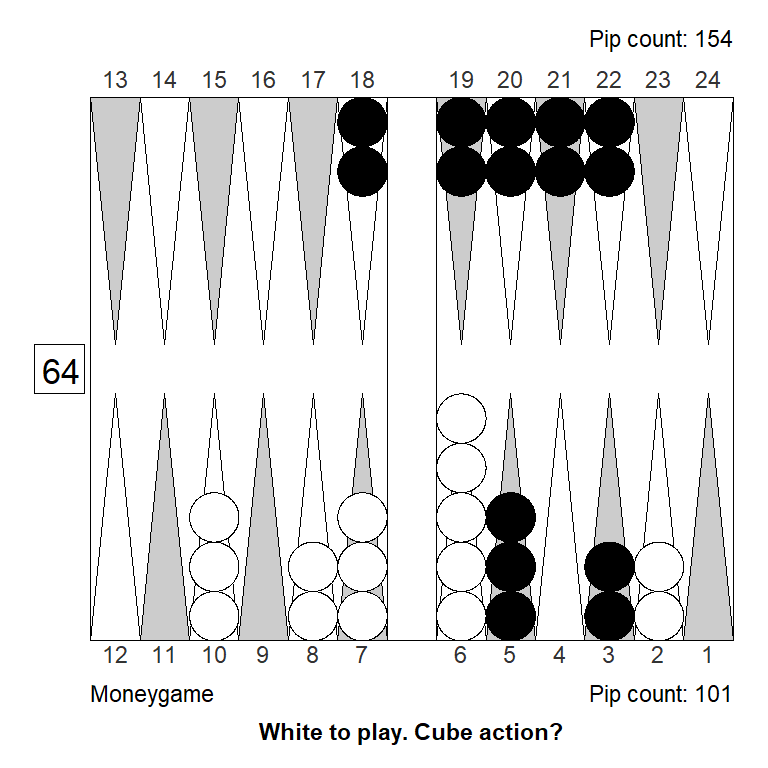 Pip count: 154
13 14 15 16 17 18 19 20 21 22 23 24
64
12 11 10 9 8 7 6 5 4 3 2 1
Moneygame Pip count: 101
White to play. Cube action?